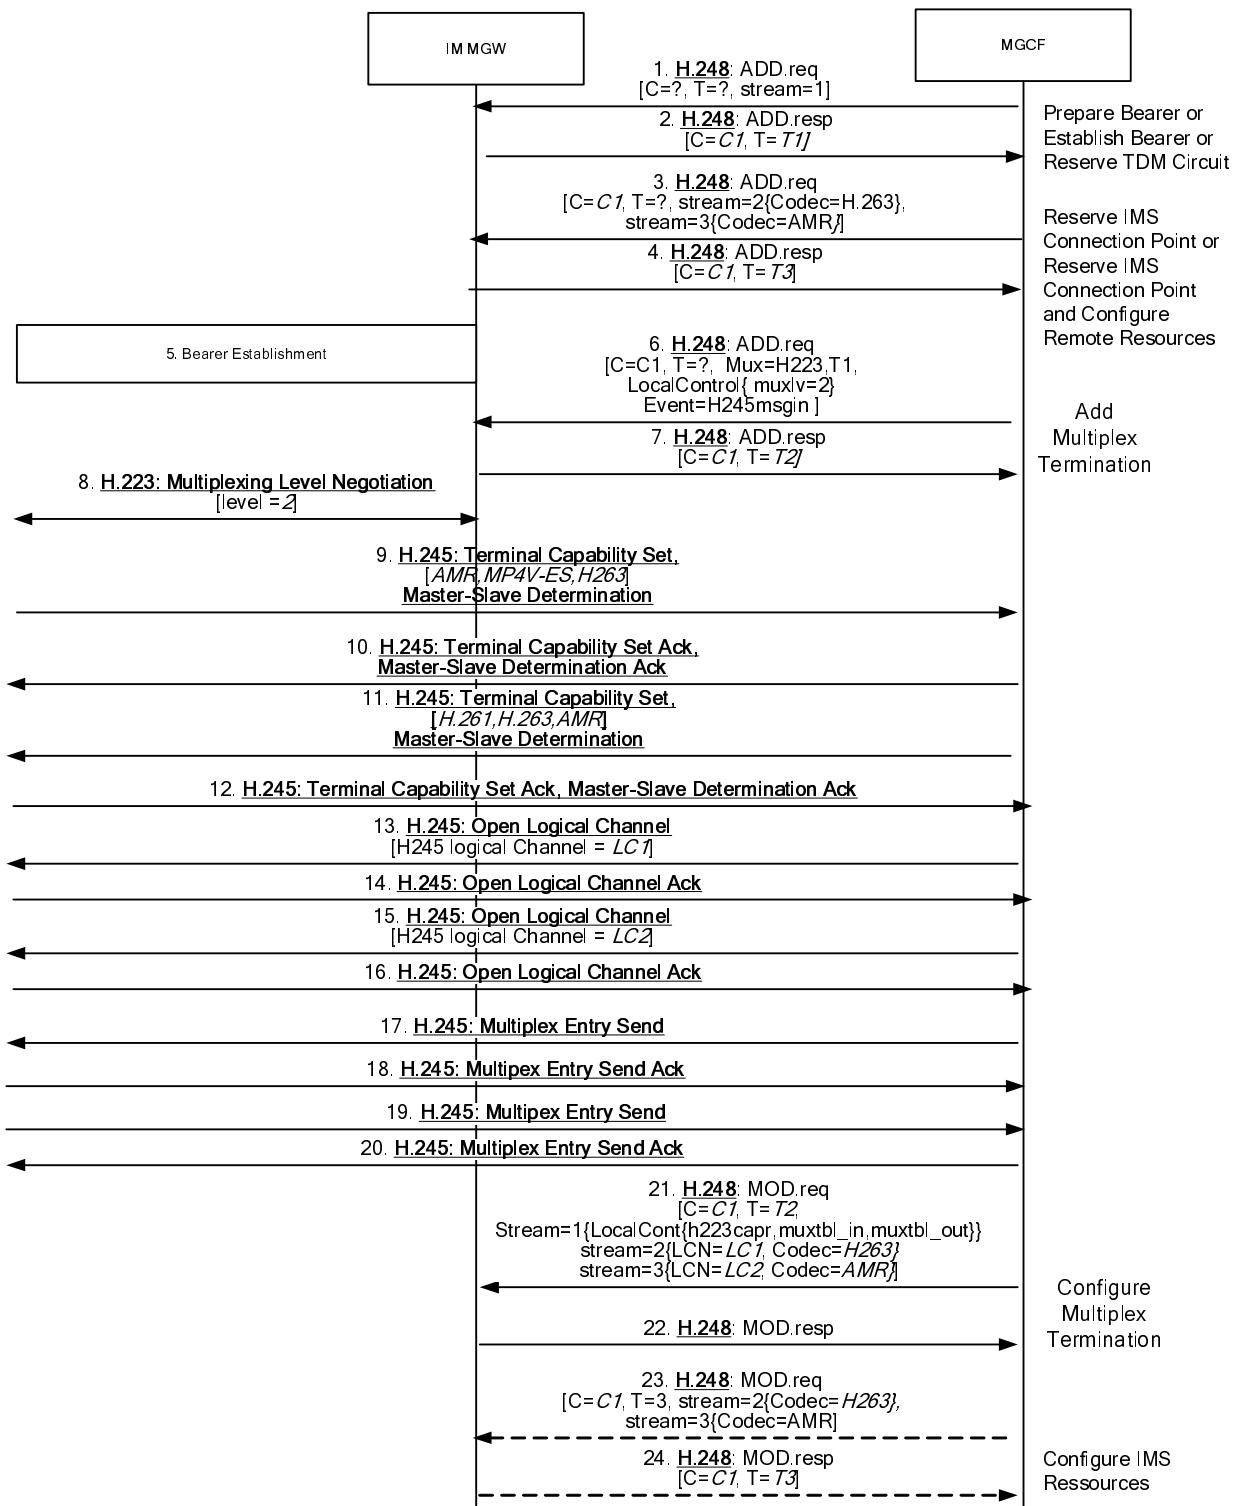 IM MGW
MGCF
1. H.248: ADD.req
[C=?, T=?, stream=1]
2. H.248: ADD.resp
[C=C1, T=T1]
Prepare Bearer or
Establish Bearer or
Reserve TDM Circuit
3. H.248: ADD.req
[C=C1, T=?, stream=2{Codec=H.263},
stream=3{Codec=AMR}]
4. H.248: ADD.resp
[C=C1, T=T3]
Reserve IMS
Connection Point or
Reserve IMS
Connection Point
and Configure
Remote Resources
5. Bearer Establishment
6. H.248: ADD.req
[C=C1, T=?, Mux=H223,T1,
LocalControl{ muxlv=2}
Event=H245msgin ]
7. H.248: ADD.resp
[C=C1, T=T2]
Add
Multiplex
Termination
8. H.223: Multiplexing Level Negotiation
[level =2]
9. H.245: Terminal Capability Set,
[AMR,MP4V-ES,H263]
Master-Slave Determination
10. H.245: Terminal Capability Set Ack,
Master-Slave Determination Ack
11. H.245: Terminal Capability Set,
[H.261,H.263,AMR]
Master-Slave Determination
12. H.245: Terminal Capability Set Ack, Master-Slave Determination Ack
13. H.245: Open Logical Channel
[H245 logical Channel = LC1]
14. H.245: Open Logical Channel Ack
15. H.245: Open Logical Channel
[H245 logical Channel = LC2]
16. H.245: Open Logical Channel Ack
17. H.245: Multiplex Entry Send
18. H.245: Multipex Entry Send Ack
19. H.245: Multipex Entry Send
20. H.245: Multiplex Entry Send Ack
21. H.248: MOD.req
[C=C1, T=T2,
Stream=1{LocalCont{h223capr,muxtbl_in,muxtbl_out}}
stream=2{LCN=LC1, Codec=H263}
stream=3{LCN=LC2, Codec=AMR}]
22. H.248: MOD.resp
Configure
Multiplex
Termination
23. H.248: MOD.req
[C=C1, T=3, stream=2{Codec=H263},
stream=3{Codec=AMR]
24. H.248: MOD.resp
[C=C1, T=T3]
Configure IMS
Ressources